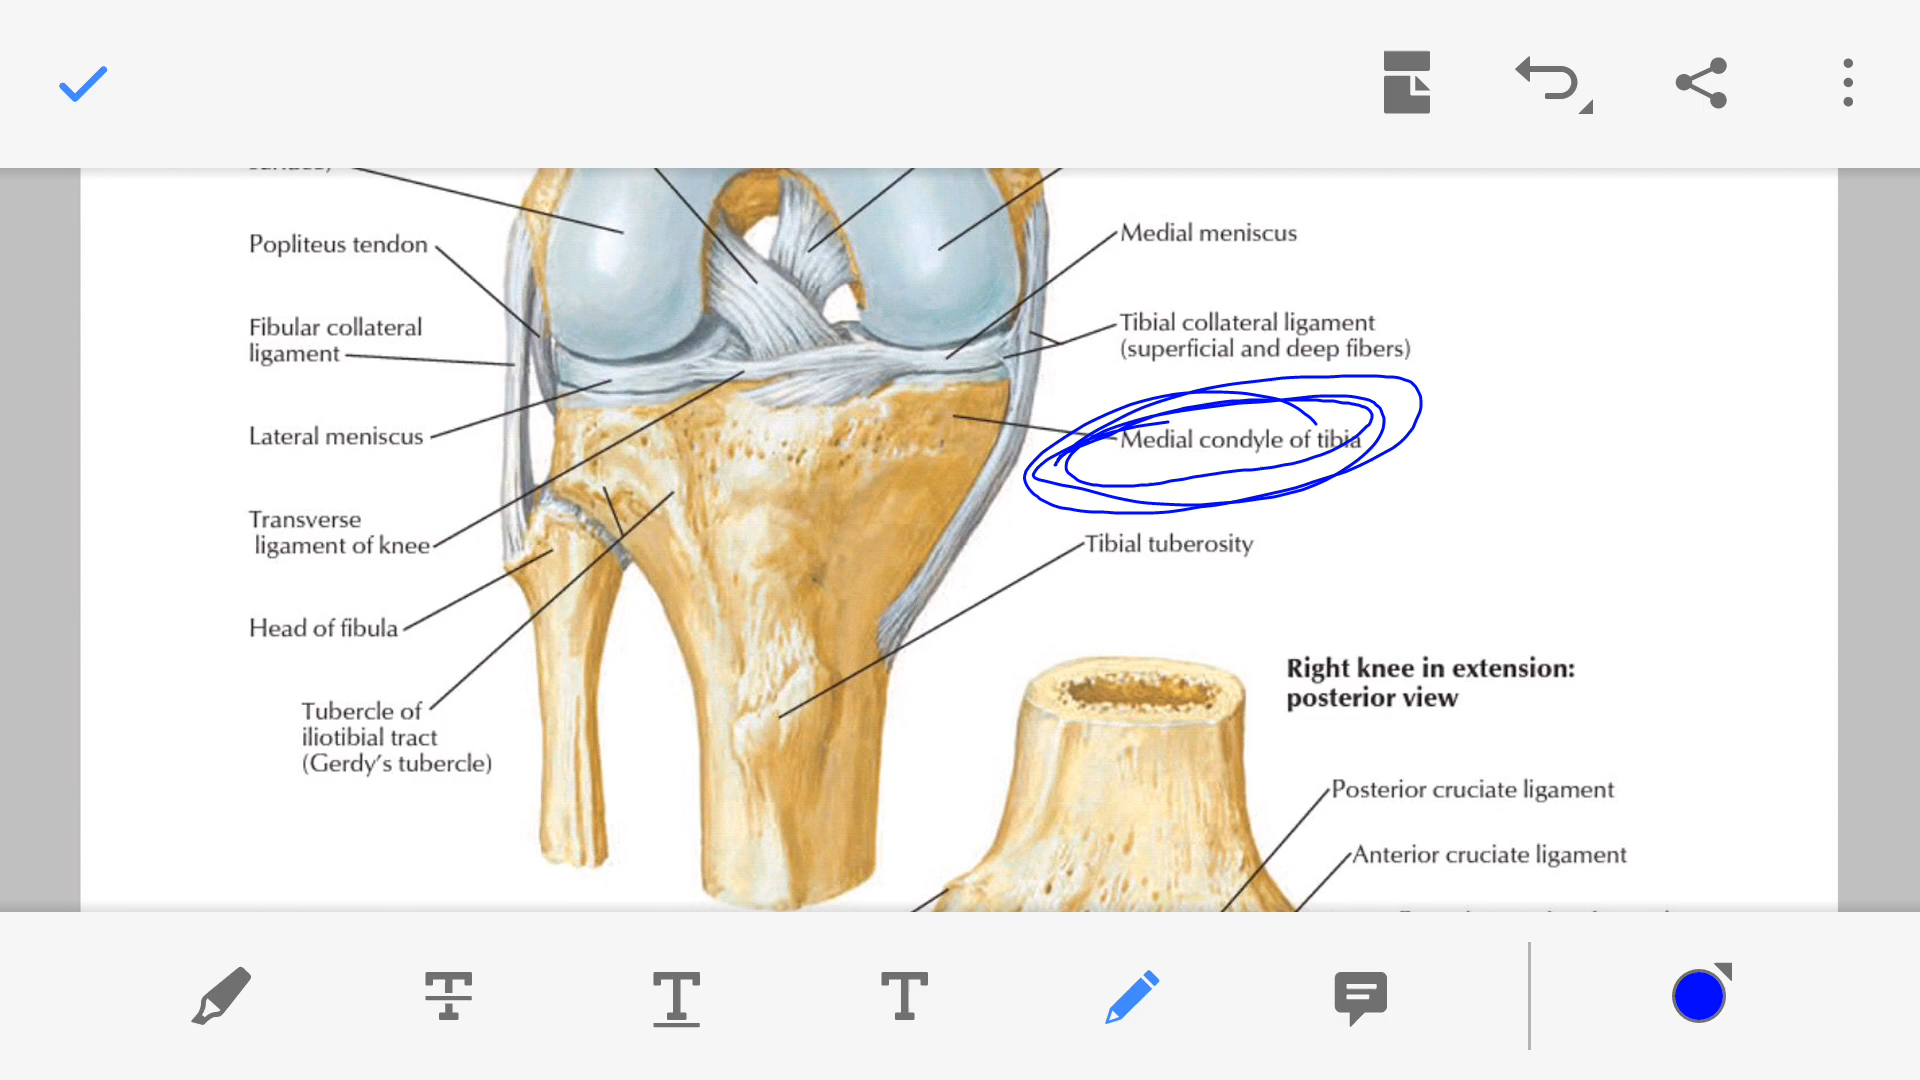 Popliteus tendon
Fibular collateral
ligament
Lateral meniscus
Transverse
ligament of knee
Head of fibula
Tubercle of
iliotibial tract
(Gerdy's tubercle)
Medial meniscus
Tibial collateral ligament
(superficial and deep fibers)
Medial condyle of tibia
Tibial tuberosity
Right knee in extension:
posterior view
Posterior cruciate ligament
Anterior cruciate ligament